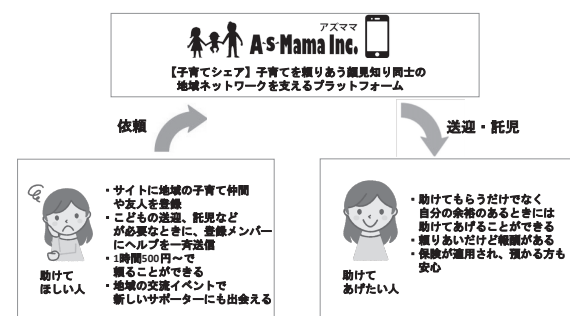 アズママ
A-S-Mama Inc.
【子育てシェア】子育てを頼りあう顔見知り同士の
地域ネットワークを支えるプラットフォーム
依頼
送迎・託児
・サイトに地域の子育て仲間
や友人を登録
・こどもの送迎、託児など
が必要なときに、登録メンバー
にヘルプを一斉送信
・1時間500円〜で
頼ることができる
・地域の交流イベントで
新しいサポーターにも出会える
助けて
ほしい人
・助けてもらうだけでなく
自分の余裕のあるときには
助けてあげることができる
・頼りあいだけど報酬がある
・保険が適用され、預かる方も
安心
助けて
あげたい人